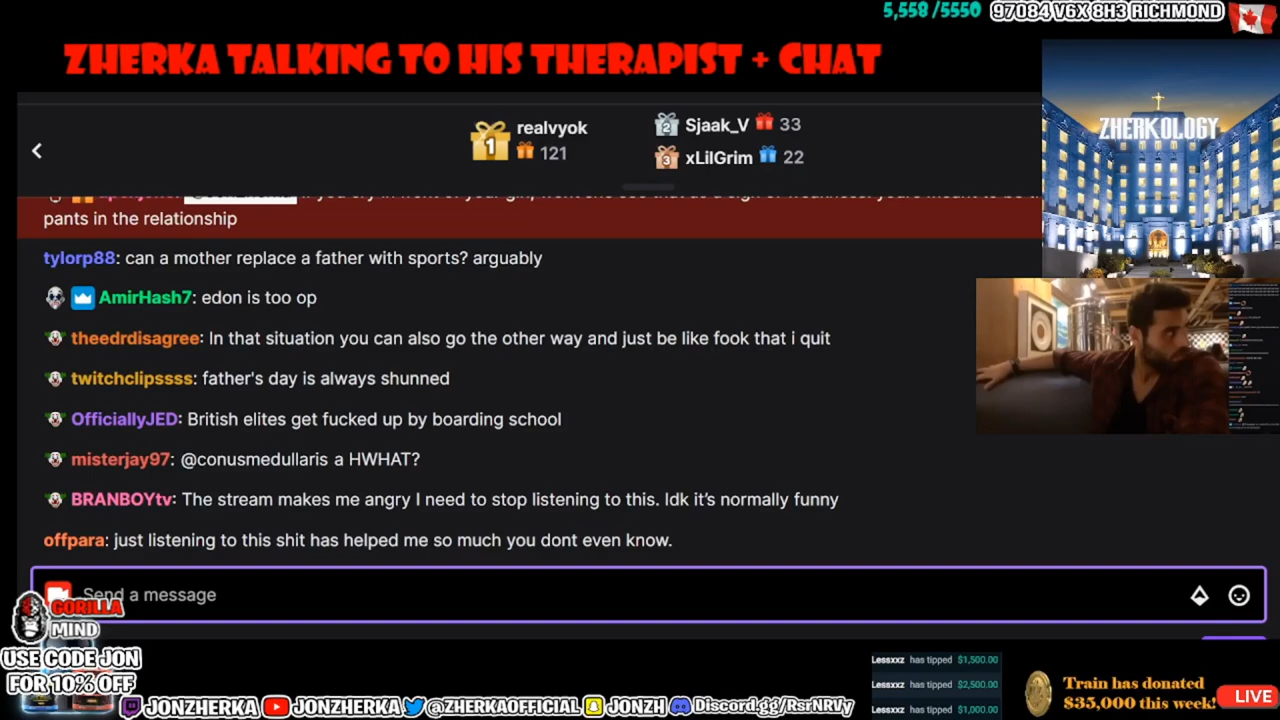 5,558 /5550
97084 V6X 8H3 RICHMOND
ZHERKA TALKING TO HIS THERAPIST + CHAT
ZHERKOLOGY
1 realvyok
121
2 Sjaak_V 33
3 xLilGrim 22
pants in the relationship
tylorp88: can a mother replace a father with sports? arguably
AmirHash7: edon is too op
theedrdisagree: In that situation you can also go the other way and just be like fook that i quit
twitchclipssss: father's day is always shunned
OfficiallyJED: British elites get fucked up by boarding school
misterjay97: @conusmedullaris a HWHAT?
BRANBOYtv: The stream makes me angry I need to stop listening to this. Idk it’s normally funny
offpara: just listening to this shit has helped me so much you dont even know.
Send a message
GORILLA
MIND
USE CODE JON
FOR 10% OFF
JONZHERKA JONZHERKA @ZHERKAOFFICIAL JONZH Discord.gg/RsrNRVy
Lessxxz has tipped $1,500.00
Lessxxz has tipped $2,500.00
Lessxxz has tipped $1,000.00
Train has donated
$35,000 this week!
LIVE